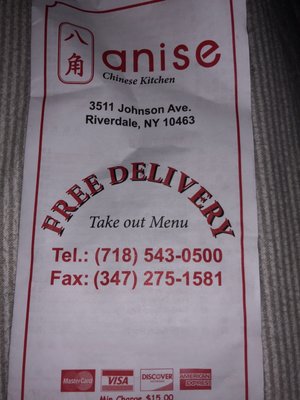 八角
anise
Chinese Kitchen
3511 Johnson Ave.
Riverdale, NY 10463
FREE DELIVERY
Take out Menu
Tel.: (718) 543-0500
Fax: (347) 275-1581
MasterCard VISA DISCOVER AMERICAN EXPRESS
Min. Charge $15.00